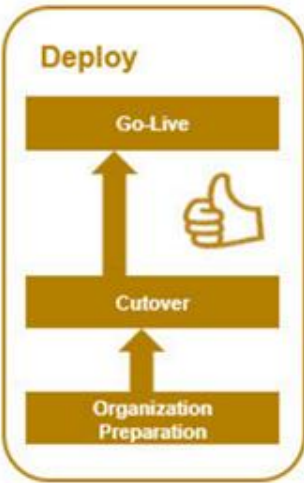 Deploy
Go-Live
Cutover
Organization
Preparation